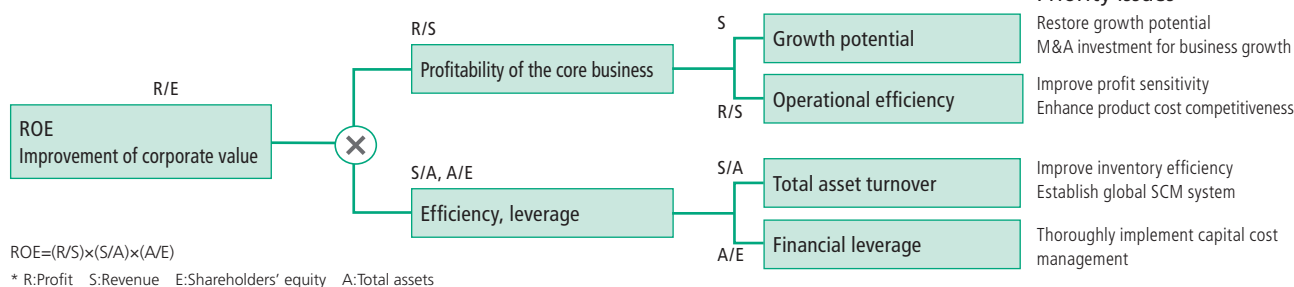 Priority Issues
R/E
ROE
Improvement of corporate value
R/S
Profitability of the core business
S
Growth potential
Restore growth potential
M&A investment for business growth
R/S
Operational efficiency
Improve profit sensitivity
Enhance product cost competitiveness
S/A, A/E
Efficiency, leverage
S/A
Total asset turnover
Improve inventory efficiency
Establish global SCM system
A/E
Financial leverage
Thoroughly implement capital cost
management
ROE=(R/S)×(S/A)×(A/E)
* R:Profit S:Revenue E:Shareholders' equity A:Total assets